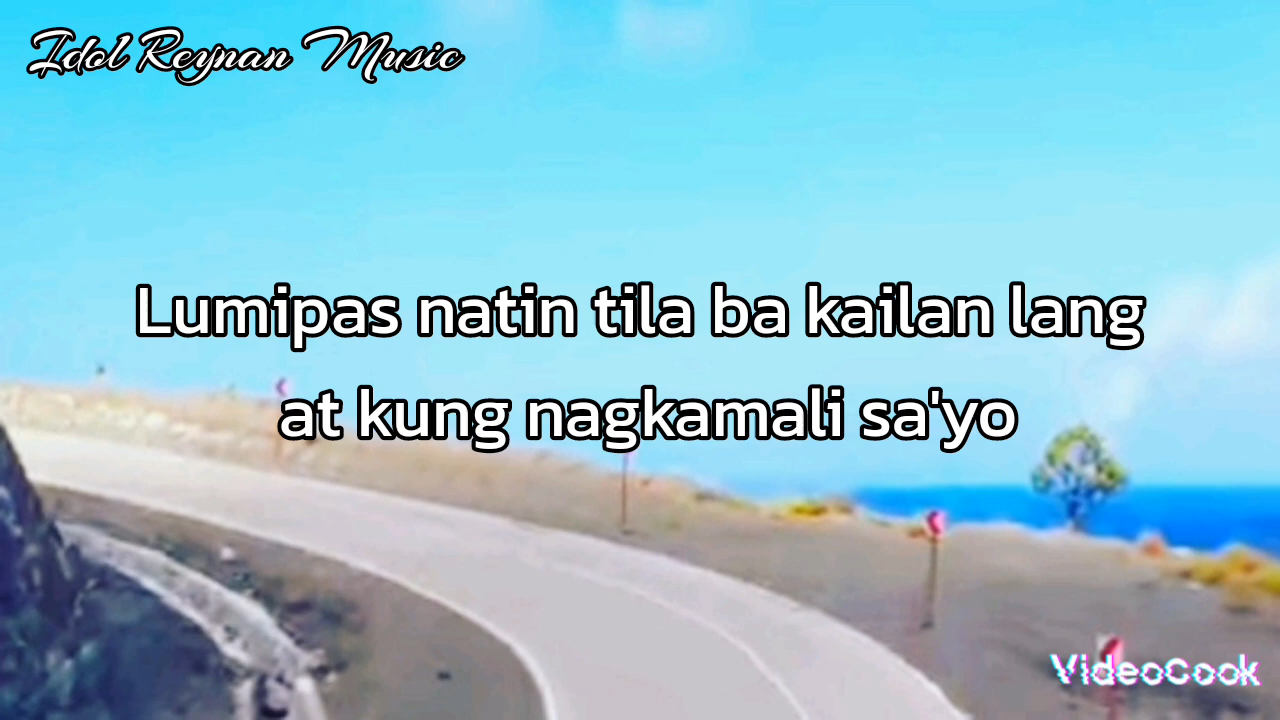 Idol Reynan Music
Lumipas natin tila ba kailan lang
at kung nagkamali sa'yo
VideoCook